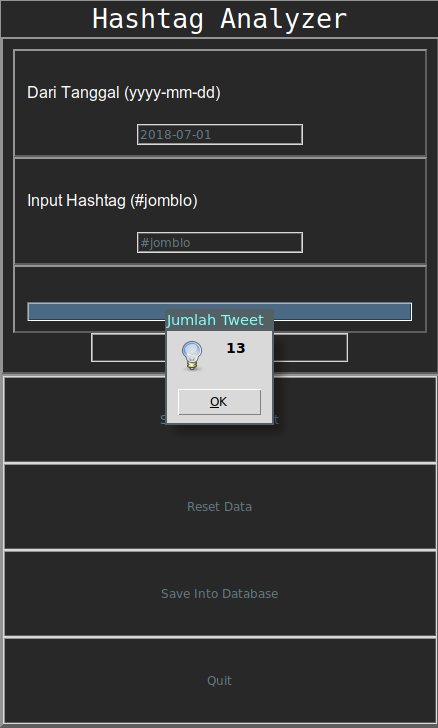 Hashtag Analyzer
Dari Tanggal (yyyy-mm-dd)
2018-07-01
Input Hashtag (#jomblo)
#jomblo
Jumlah Tweet
13
OK
Reset Data
Save Into Database
Quit